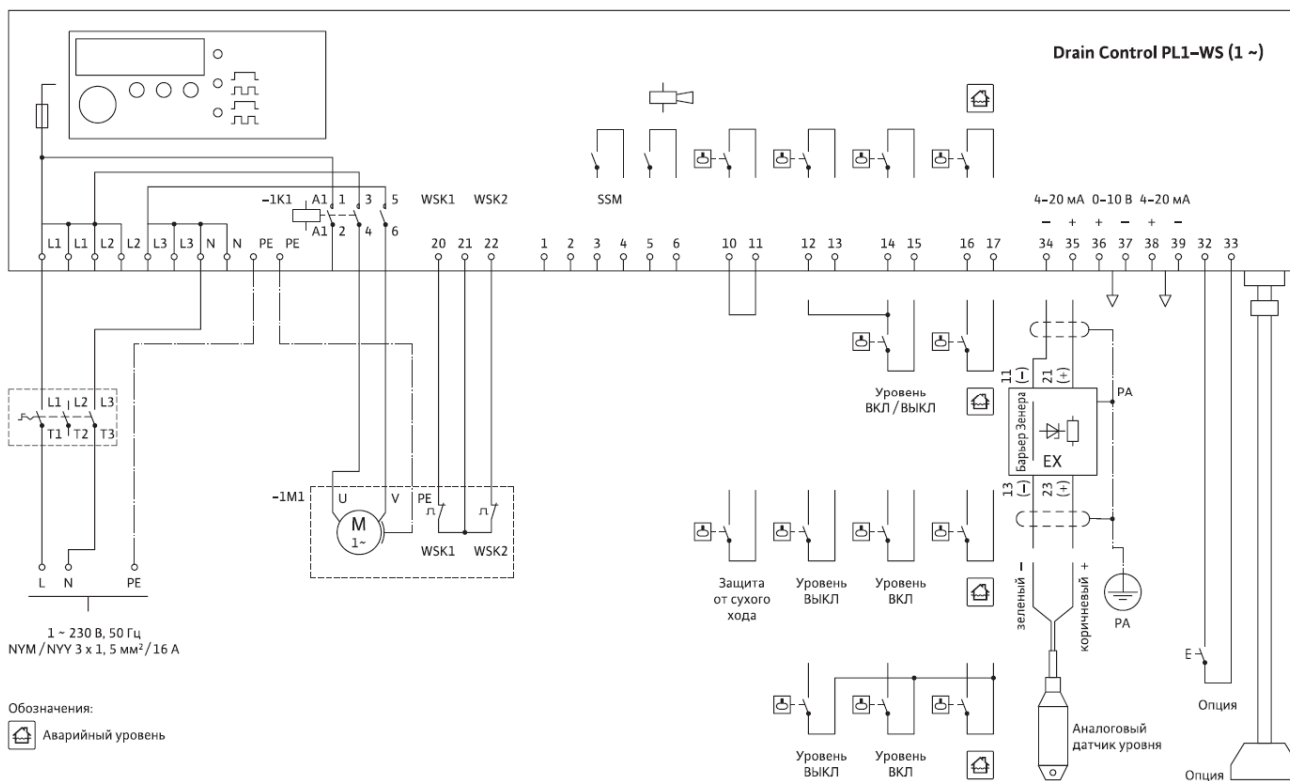 Drain Control PL1–WS (1 ~)
SSM
4–20 мА 0–10 В 4–20 мА
– + + – + –
–1K1 A1 1 3 5 WSK1 WSK2
A1 2 4 6
L1 L1 L2 L2 L3 L3 N N PE PE
20 21 22 1 2 3 4 5 6 10 11 12 13 14 15 16 17 34 35 36 37 38 39 32 33
Уровень
ВКЛ / ВЫКЛ
11 (–) 21 (+)
PA
Барьер Зенера
EX
13 (–) 23 (+)
L1 L2 L3
T1 T2 T3
–1M1 U V PE
M
1~
WSK1 WSK2
Защита
от сухого
хода
Уровень
ВЫКЛ
Уровень
ВКЛ
зеленый –
коричневый +
PA
L N PE
1 ~ 230 В, 50 Гц
NYM / NYY 3 x 1, 5 мм² / 16 А
E
Опция
Обозначения:
Аварийный уровень
Уровень
ВЫКЛ
Уровень
ВКЛ
Аналоговый
датчик уровня
Опция